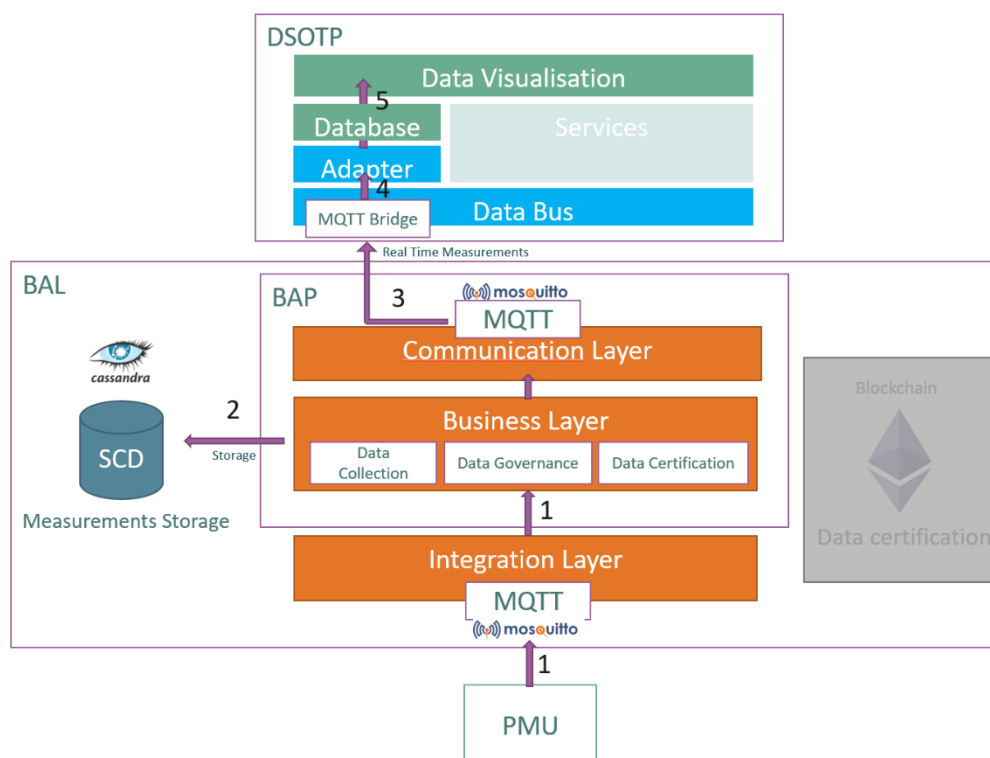 DSOTP
Data Visualisation
5
Database
Services
Adapter
4
Data Bus
MQTT Bridge
Real Time Measurements
BAL
BAP
3
mosquitto
MQTT
Communication Layer
cassandra
Blockchain
2
Business Layer
SCD
Storage
Data
Collection
Data Governance
Data Certification
Measurements Storage
1
Data certification
Integration Layer
MQTT
mosquitto
1
PMU